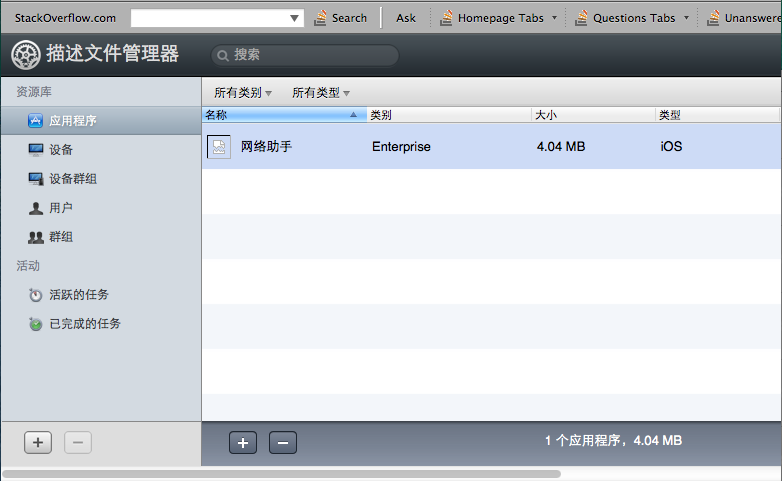 StackOverflow.com Search Ask Homepage Tabs Questions Tabs Unanswere
描述文件管理器 搜索
资源库 所有类别 所有类型
应用程序 名称 类别 大小 类型
设备 网络助手 Enterprise 4.04 MB iOS
设备群组
用户
群组
活动
活跃的任务
已完成的任务
1 个应用程序，4.04 MB